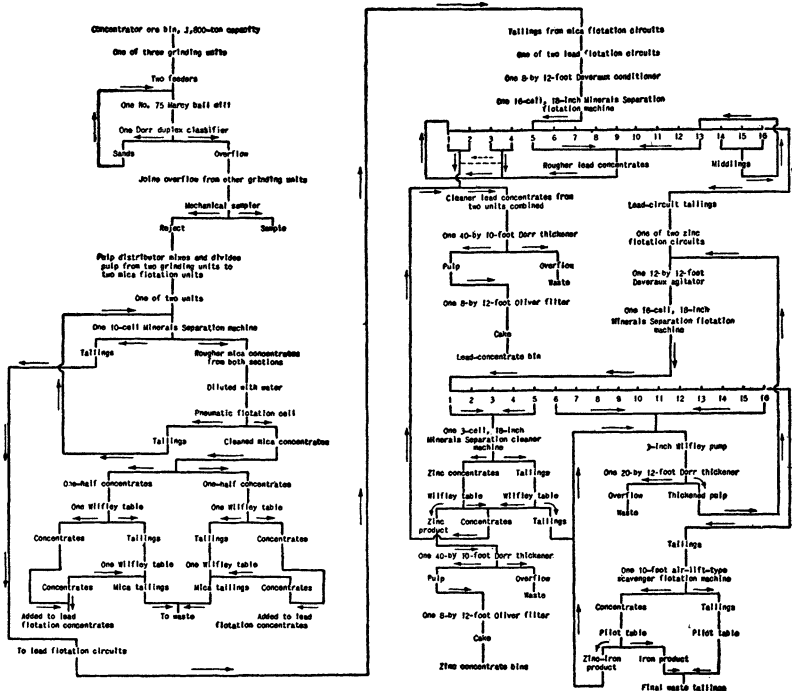 Concentrator ore bin, 3,800-ton capacity
One of three grinding units
Two feeders
One No. 75 Marcy ball mill
One Dorr duplex classifier
Sands
Overflow
Joins overflow from other grinding units
Mechanical sampler
Reject
Sample
Pulp distributor mixes and divides
pulp from two grinding units to
two mica flotation units
One of two units
One 10-cell Minerals Separation machine
Tailings
Rougher mica concentrates
from both sections
Diluted with water
Pneumatic flotation cell
Tailings
Cleaned mica concentrates
One-half concentrates
One-half concentrates
One Wilfley table
One Wilfley table
Concentrates
Tailings
Tailings
Concentrates
One Wilfley table
One Wilfley table
Concentrates
Mica tailings
Mica tailings
Concentrates
Added to lead
flotation concentrates
To waste
Added to lead
flotation concentrates
To lead flotation circuits
Tailings from mica flotation circuits
One of two lead flotation circuits
One 8-by 12-foot Devereux conditioner
One 16-cell, 18-inch Minerals Separation
flotation machine
1 2 3 4 5 6 7 8 9 10 11 12 13 14 15 16
Rougher lead concentrates
Middlings
Cleaner lead concentrates from
two units combined
Lead-circuit tailings
One 40-by 10-foot Dorr thickener
One of two zinc
flotation circuits
Pulp
Overflow
Waste
One 12-by 12-foot
Deveraux agitator
One 8-by 12-foot Oliver filter
One 16-cell, 18-inch
Minerals Separation flotation
machine
Cake
Lead-concentrate bin
1 2 3 4 5 6 7 8 9 10 11 12 13 14 15 16
One 3-cell, 18-inch
Minerals Separation cleaner
machine
3-inch Wilfley pump
Zinc concentrates
Tailings
One 20-by 12-foot Dorr thickener
Wilfley table
Wilfley table
Overflow
Waste
Thickened pulp
Zinc
product
Concentrates
Tailings
Tailings
One 40-by 10-foot Dorr thickener
Pulp
Overflow
Waste
One 10-foot air-lift-type
scavenger flotation machine
Concentrates
Tailings
One 8-by 12-foot Oliver filter
Pilot table
Pilot table
Cake
Zinc-iron
product
Iron product
Zinc concentrate bins
Final waste tailings